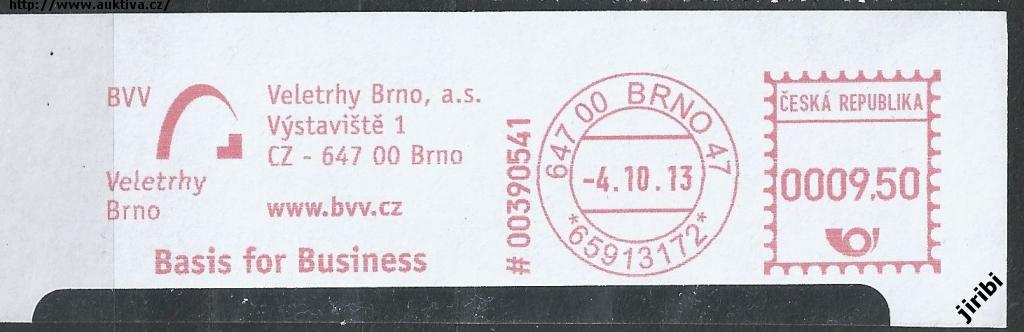 http://www.auktiva.cz/
BVV
Veletrhy
Brno
Veletrhy Brno, a.s.
Výstaviště 1
CZ - 647 00 Brno
www.bvv.cz
Basis for Business
# 00390541
647 00 BRNO 47
-4.10.13
*65913172*
ČESKÁ REPUBLIKA
0009,50
jiribi